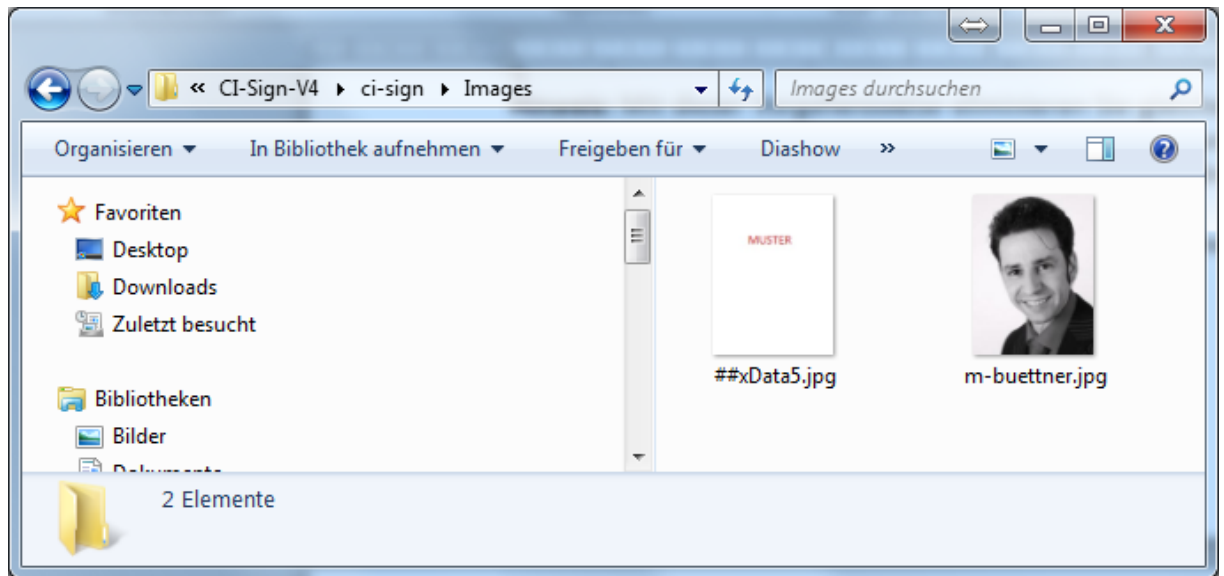 « CI-Sign-V4 ▸ ci-sign ▸ Images
Images durchsuchen
Organisieren
In Bibliothek aufnehmen
Freigeben für
Diashow
»
Favoriten
Desktop
Downloads
Zuletzt besucht
Bibliotheken
Bilder
Dokumente
MUSTER
##xData5.jpg
m-buettner.jpg
2 Elemente